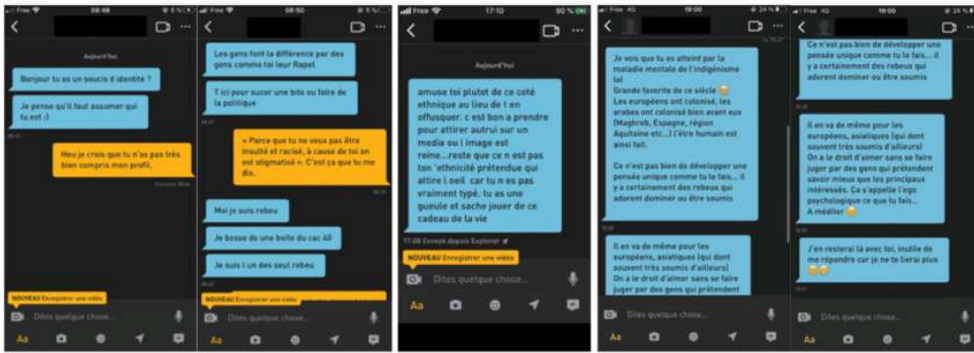 Free
08:48
Aujourd'hui
Bonjour tu as un soucis d identité ?
Je pense qu'il faut assumer qui
tu est :)
Heu je crois que tu n'as pas très
bien compris mon profil.
NOUVEAU Enregistrer une vidéo
Dites quelque chose...
Aa
Free
08:50
Les gens font la différence par des
gens comme toi leur Rapel
T ici pour sucer une bite ou faire de
la politique
« Parce que tu ne veux pas être
insulté et racisé, à cause de toi on
est stigmatisé ». C'est ça que tu me
dis.
Moi je suis rebeu
Je bosse ds une boite du cac 40
Je suis l un des seul rebeu
NOUVEAU Enregistrer une vidéo
Dites quelque chose...
Aa
Free
17:10
90 %
Aujourd'hui
amuse toi plutot de ce coté
ethnique au lieu de t en
offusquer. c est bon a prendre
pour attirer autrui sur un
media ou l image est
reine...reste que ce n est pas
ton 'ethnicité prétendue qui
attire l oeil car tu n es pas
vraiment typé. tu as une
gueule et sache jouer de ce
cadeau de la vie
17:08 Envoyé depuis Explorer
NOUVEAU Enregistrer une vidéo
Dites quelque chose...
Aa
Free 4G
19:00
24 %
Je vois que tu as atteint par la
maladie mentale de l'indigénisme
lol
Grande favorite de ce siècle
Les européens ont colonisé, les
arabes ont colonisé bien avant eux
(Maghreb, Espagne, région
Aquitaine etc..) l'être humain est
ainsi fait.
Ce n'est pas bien de développer une
pensée unique comme tu le fais... il
y a certainement des rebeus qui
adorent dominer ou être soumis
Il en va de même pour les
européens, asiatiques (qui dont
souvent très soumis d'ailleurs)
On a le droit d'aimer sans se faire
juger par des gens qui prétendent
Dites quelque chose...
Aa
Free 4G
19:00
24 %
Ce n'est pas bien de développer une
pensée unique comme tu le fais... il
y a certainement des rebeus qui
adorent dominer ou être soumis
Il en va de même pour les
européens, asiatiques (qui dont
souvent très soumis d'ailleurs)
On a le droit d'aimer sans se faire
juger par des gens qui prétendent
savoir mieux que les principaux
intéressés. Ca s'appelle l'ego
psychologique ce que tu fais...
A méditer
J'en resterai là avec toi, inutile de
me répondre car je ne te lierai plus
Dites quelque chose...
Aa